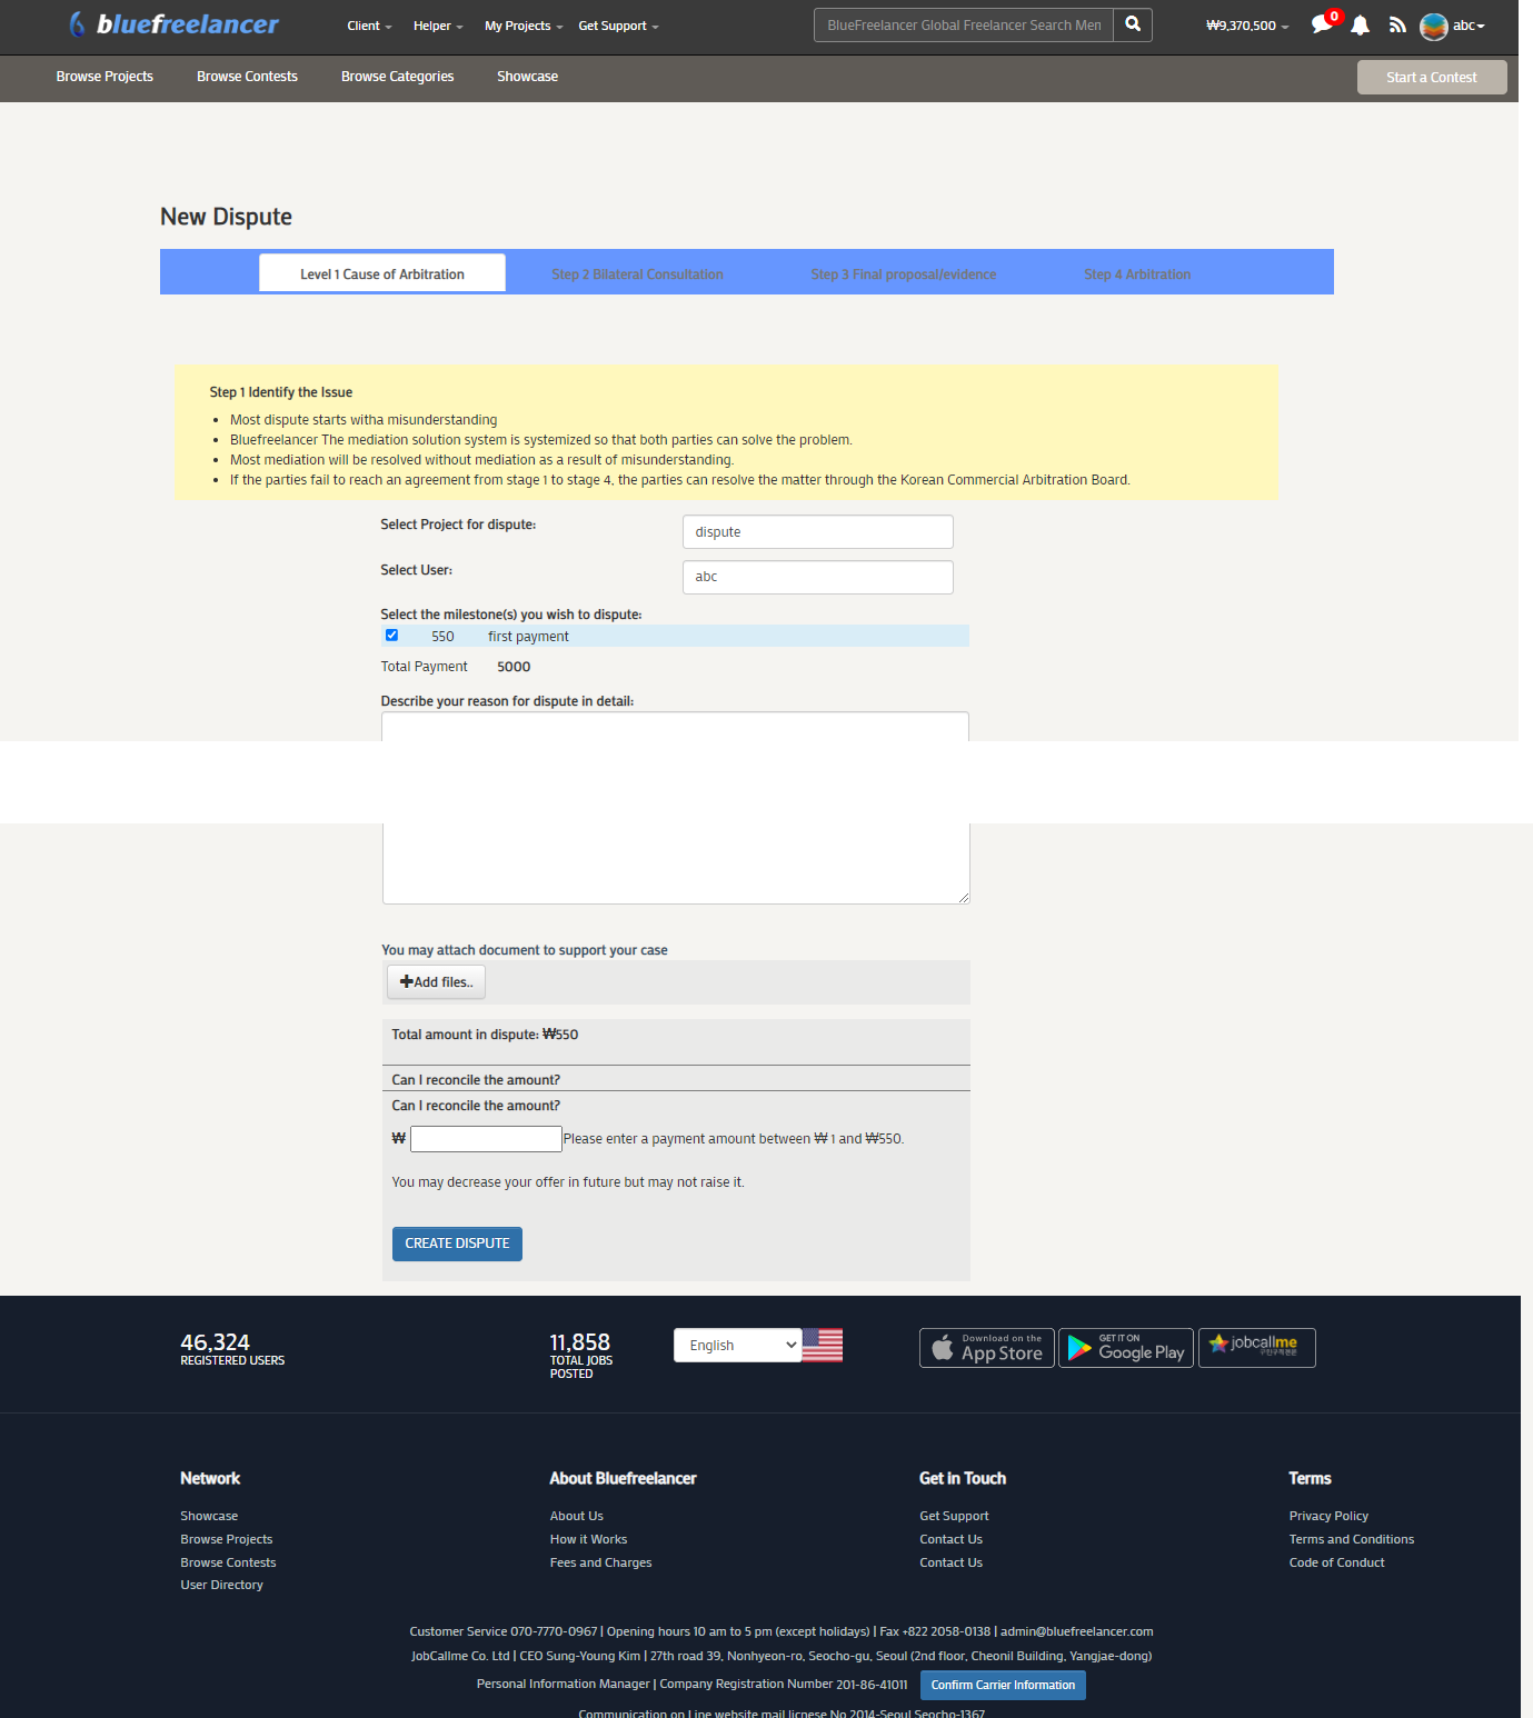 bluefreelancer
Client Helper My Projects Get Support
BlueFreelancer Global Freelancer Search Men
₩9,370,500 0 abc
Browse Projects Browse Contests Browse Categories Showcase
Start a Contest
New Dispute
Level 1 Cause of Arbitration Step 2 Bilateral Consultation Step 3 Final proposal/evidence Step 4 Arbitration
Step 1 Identify the Issue
• Most dispute starts witha misunderstanding
• Bluefreelancer The mediation solution system is systemized so that both parties can solve the problem.
• Most mediation will be resolved without mediation as a result of misunderstanding.
• If the parties fail to reach an agreement from stage 1 to stage 4, the parties can resolve the matter through the Korean Commercial Arbitration Board.
Select Project for dispute: dispute
Select User: abc
Select the milestone(s) you wish to dispute:
550 first payment
Total Payment 5000
Describe your reason for dispute in detail:
You may attach document to support your case
+Add files..
Total amount in dispute: ₩550
Can I reconcile the amount?
Can I reconcile the amount?
₩ Please enter a payment amount between ₩ 1 and ₩550.
You may decrease your offer in future but may not raise it.
CREATE DISPUTE
46,324
REGISTERED USERS
11,858
TOTAL JOBS
POSTED
English
Download on the
App Store
GET IT ON
Google Play
jobcallme
Network
Showcase
Browse Projects
Browse Contests
User Directory
About Bluefreelancer
About Us
How it Works
Fees and Charges
Get in Touch
Get Support
Contact Us
Contact Us
Terms
Privacy Policy
Terms and Conditions
Code of Conduct
Customer Service 070-7770-0967 | Opening hours 10 am to 5 pm (except holidays) | Fax +822 2058-0138 | admin@bluefreelancer.com
JobCallme Co. Ltd | CEO Sung-Young Kim | 27th road 39, Nonhyeon-ro, Seocho-gu, Seoul (2nd floor, Cheonil Building, Yangjae-dong)
Personal Information Manager | Company Registration Number 201-86-41011 Confirm Carrier Information
Communication on Line website mail licnese No 2014-Seoul Seocho-1367